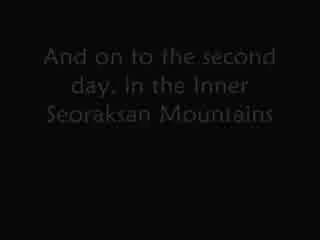 And on to the second
day. In the Inner
Seoraksan Mountains